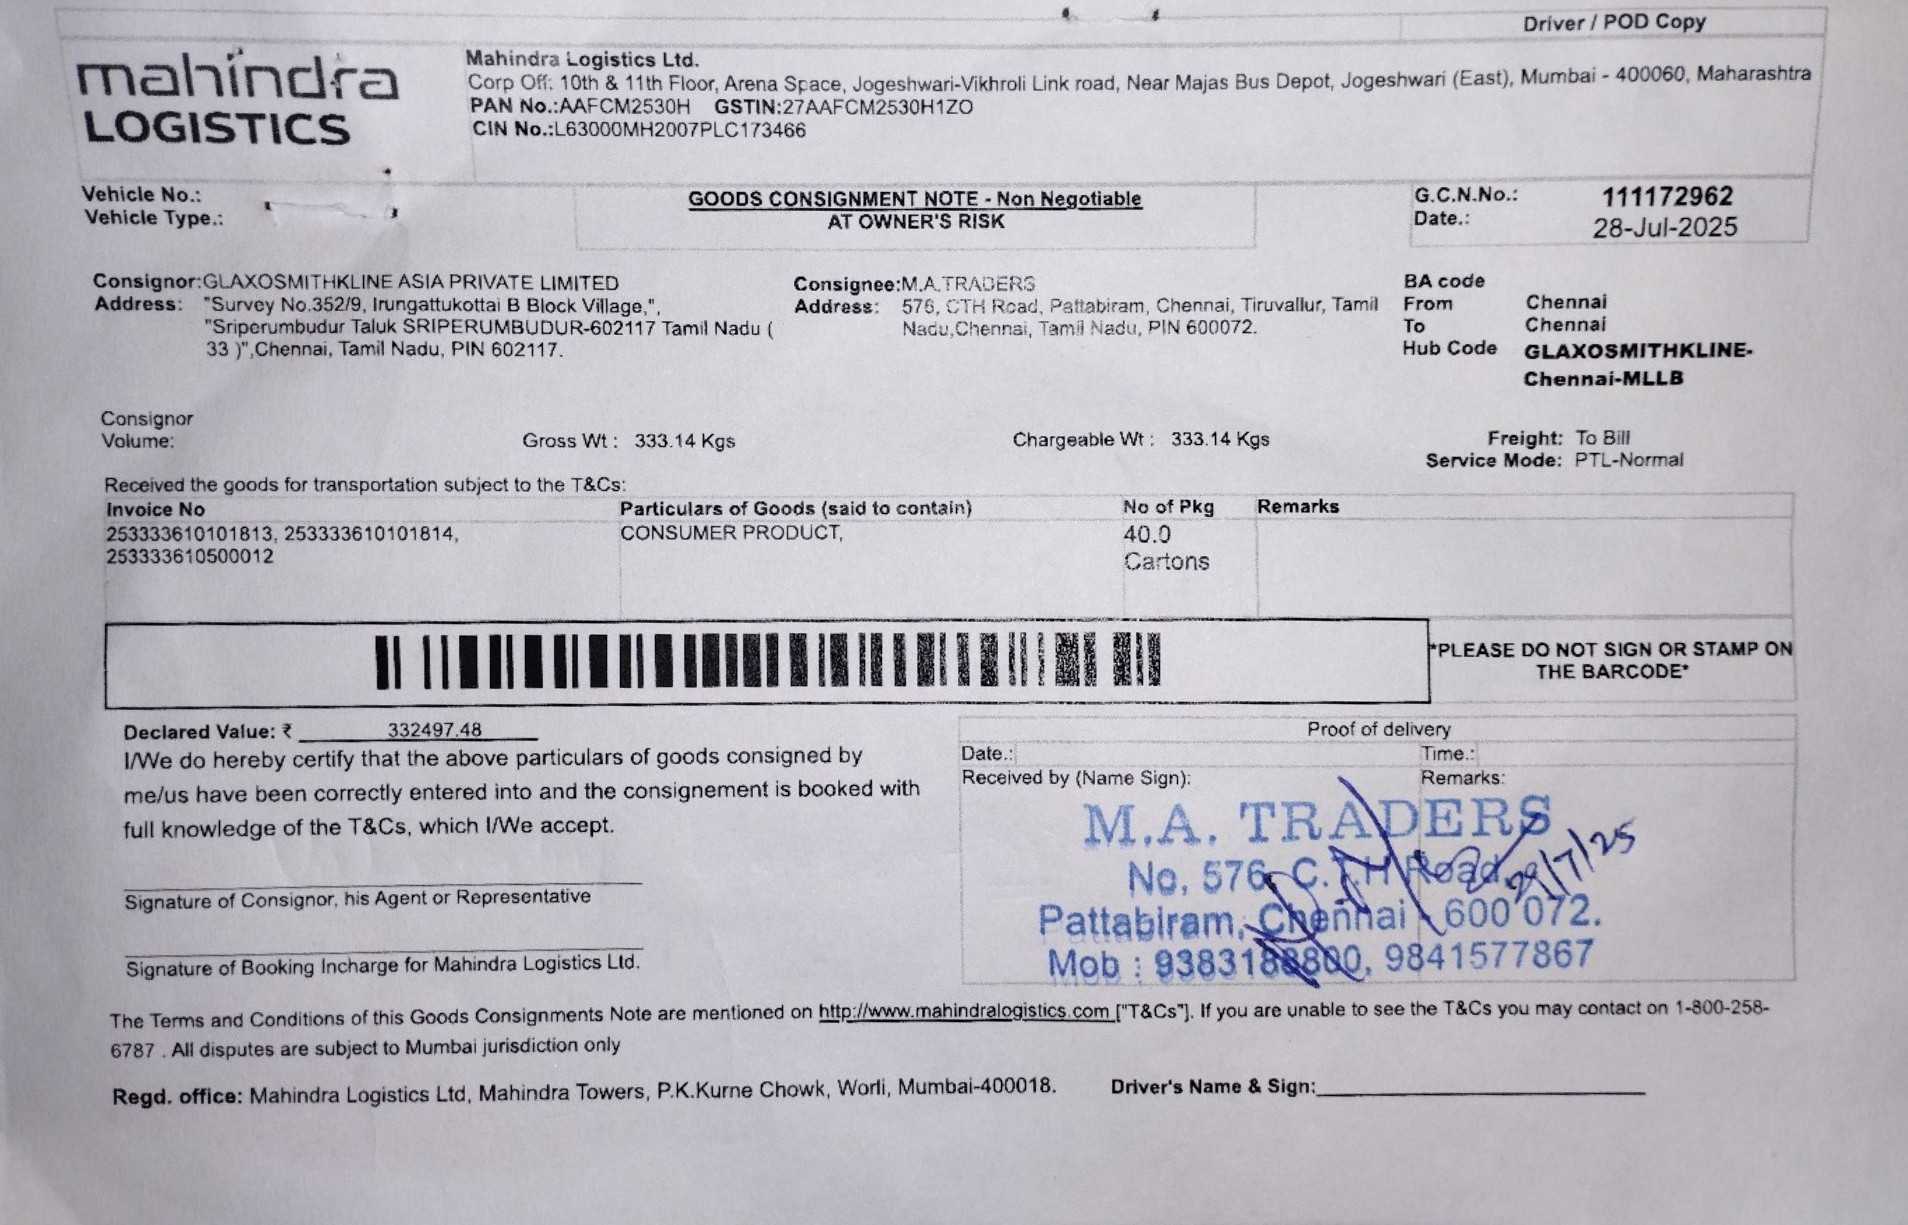 Driver / POD Copy
mahindra
LOGISTICS
Mahindra Logistics Ltd.
Corp Off: 10th & 11th Floor, Arena Space, Jogeshwari-Vikhroli Link road, Near Majas Bus Depot, Jogeshwari (East), Mumbai - 400060, Maharashtra
PAN No.:AAFCM2530H GSTIN:27AAFCM2530H1ZO
CIN No.:L63000MH2007PLC173466
Vehicle No.:
Vehicle Type.:
GOODS CONSIGNMENT NOTE - Non Negotiable
AT OWNER'S RISK
G.C.N.No.: 111172962
Date.: 28-Jul-2025
Consignor:GLAXOSMITHKLINE ASIA PRIVATE LIMITED
Address: "Survey No.352/9, Irungattukottai B Block Village,",
"Sriperumbudur Taluk SRIPERUMBUDUR-602117 Tamil Nadu (
33 )",Chennai, Tamil Nadu, PIN 602117.
Consignee:M.A.TRADERS
Address: 576, CTH Road, Pattabiram, Chennai, Tiruvallur, Tamil
Nadu,Chennai, Tamil Nadu, PIN 600072.
BA code
From Chennai
To Chennai
Hub Code GLAXOSMITHKLINE-
Chennai-MLLB
Consignor
Volume:
Gross Wt : 333.14 Kgs
Chargeable Wt : 333.14 Kgs
Freight: To Bill
Service Mode: PTL-Normal
Received the goods for transportation subject to the T&Cs:
Invoice No Particulars of Goods (said to contain) No of Pkg Remarks
253333610101813, 253333610101814, CONSUMER PRODUCT, 40.0
253333610500012 Cartons
*PLEASE DO NOT SIGN OR STAMP ON
THE BARCODE*
Declared Value: ₹ 332497.48
I/We do hereby certify that the above particulars of goods consigned by
me/us have been correctly entered into and the consignement is booked with
full knowledge of the T&Cs, which I/We accept.
Signature of Consignor, his Agent or Representative
Signature of Booking Incharge for Mahindra Logistics Ltd.
Proof of delivery
Date.: Time.:
Received by (Name Sign): Remarks:
M.A. TRADERS
No, 576, C.T.H Road,
29/7/25
Pattabiram, Chennai - 600 072.
Mob : 9383188800, 9841577867
The Terms and Conditions of this Goods Consignments Note are mentioned on http://www.mahindralogistics.com ["T&Cs"]. If you are unable to see the T&Cs you may contact on 1-800-258-
6787 . All disputes are subject to Mumbai jurisdiction only
Regd. office: Mahindra Logistics Ltd, Mahindra Towers, P.K.Kurne Chowk, Worli, Mumbai-400018.
Driver's Name & Sign: